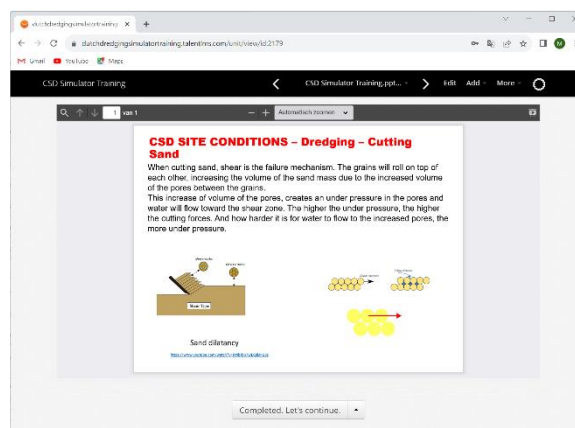 dutchdredgingsimulatortraining
dutchdredgingsimulatortraining.talentlms.com/unit/view/id:2179
M
Gmail YouTube Maps
CSD Simulator Training
CSD Simulator Training.ppt...
Edit Add More
1 van 1
Automatisch zoomen
CSD SITE CONDITIONS – Dredging – Cutting
Sand
When cutting sand, shear is the failure mechanism. The grains will roll on top of
each other, increasing the volume of the sand mass due to the increased volume
of the pores between the grains.
This increase of volume of the pores, creates an under pressure in the pores and
water will flow toward the shear zone. The higher the under pressure, the higher
the cutting forces. And how harder it is for water to flow to the increased pores, the
more under pressure.
Shear Type
Sand dilatancy
Completed. Let's continue.